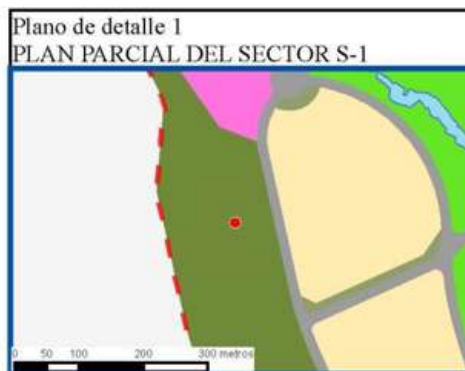 Plano de detalle 1
PLAN PARCIAL DEL SECTOR S-1
0 50 100 200 300 metros